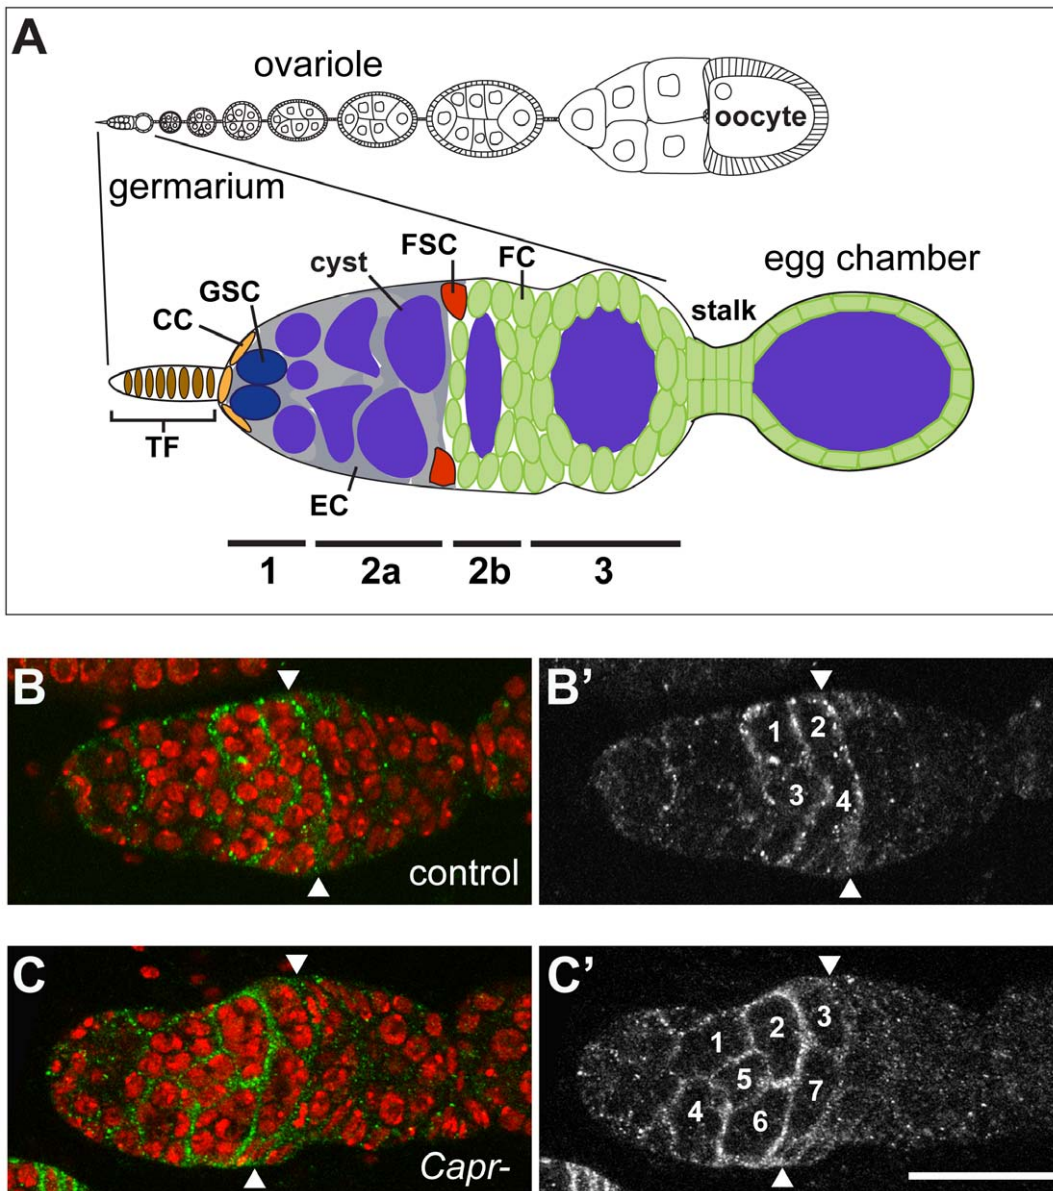 A
ovariole
oocyte
germarium
FSC
FC
egg chamber
cyst
GSC
stalk
CC
TF
EC
1
2a
2b
3
B
control
B’
1
2
3
4
C
Capr-
C’
1
2
3
4
5
6
7